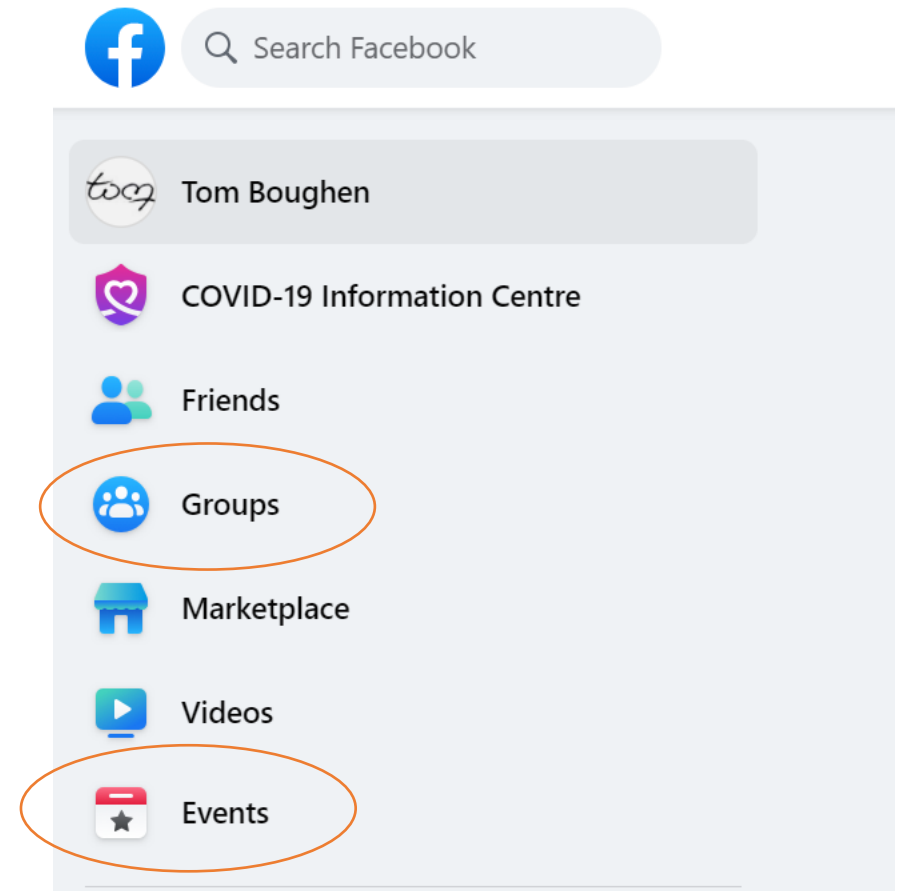 Search Facebook
Tom Boughen
COVID-19 Information Centre
Friends
Groups
Marketplace
Videos
Events